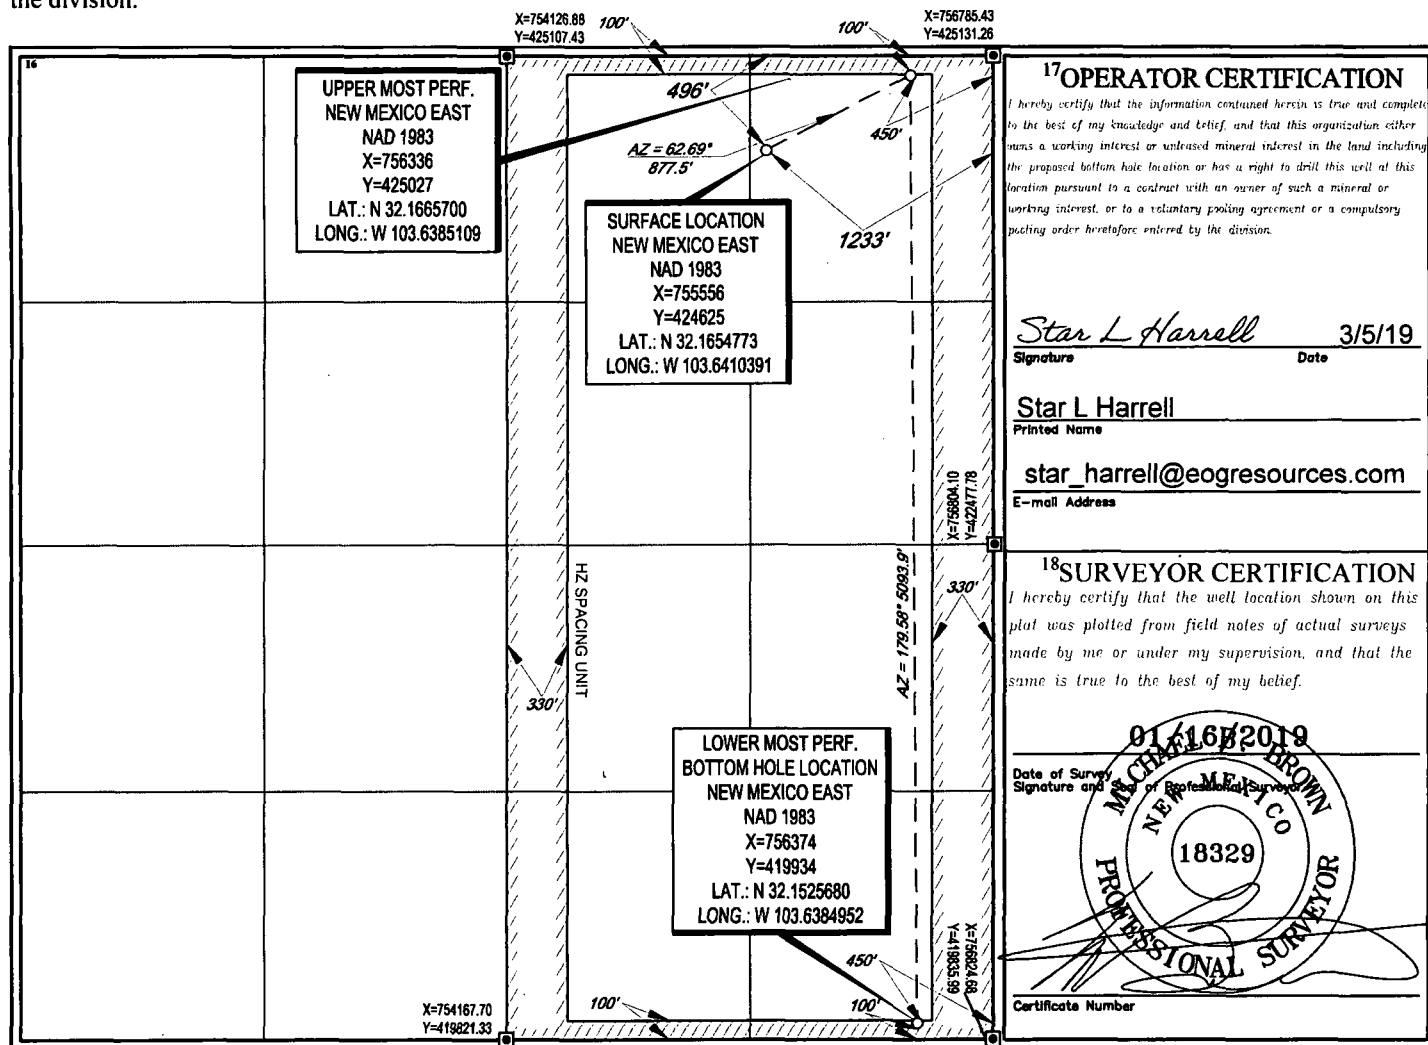 the division.
X=754126.88
Y=425107.43
100'
100'
X=756785.43
Y=425131.26
16
UPPER MOST PERF.
NEW MEXICO EAST
NAD 1983
X=756336
Y=425027
LAT.: N 32.1665700
LONG.: W 103.6385109
496'
450'
AZ = 62.69°
877.5'
SURFACE LOCATION
NEW MEXICO EAST
NAD 1983
X=755556
Y=424625
LAT.: N 32.1654773
LONG.: W 103.6410391
1233'
X=756804.10
Y=422477.78
HZ SPACING UNIT
AZ = 179.58° 5093.9'
330'
330'
LOWER MOST PERF.
BOTTOM HOLE LOCATION
NEW MEXICO EAST
NAD 1983
X=756374
Y=419934
LAT.: N 32.1525680
LONG.: W 103.6384952
450'
X=756824.68
Y=419835.99
X=754167.70
Y=419821.33
100'
100'
17OPERATOR CERTIFICATION
I hereby certify that the information contained herein is true and complete
to the best of my knowledge and belief, and that this organization either
owns a working interest or unleased mineral interest in the land including
the proposed bottom hole location or has a right to drill this well at this
location pursuant to a contract with an owner of such a mineral or
working interest, or to a voluntary pooling agreement or a compulsory
pooling order heretofore entered by the division.
Star L Harrell 3/5/19
Signature Date
Star L Harrell
Printed Name
star_harrell@eogresources.com
E-mail Address
18SURVEYOR CERTIFICATION
I hereby certify that the well location shown on this
plat was plotted from field notes of actual surveys
made by me or under my supervision, and that the
same is true to the best of my belief.
01/16/2019
Date of Survey
Signature and Seal of Professional Surveyor:
MICHAEL B. BROWN
NEW MEXICO
18329
PROFESSIONAL SURVEYOR
Certificate Number